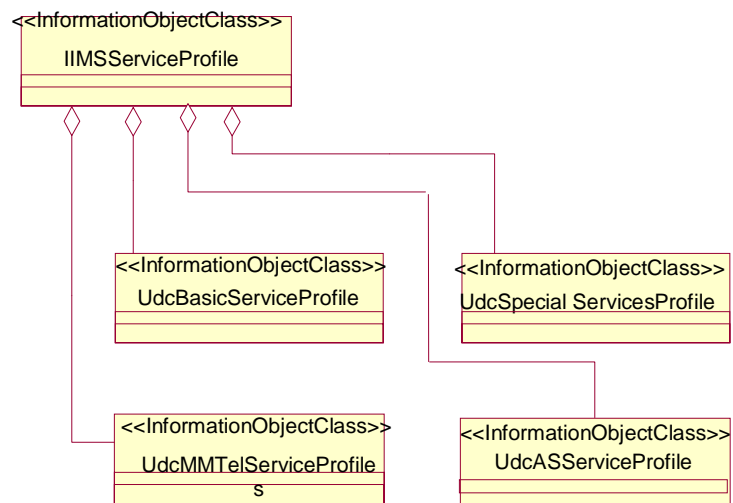 <<InformationObjectClass>>
IIMSServiceProfile
<<InformationObjectClass>>
UdcBasicServiceProfile
<<InformationObjectClass>>
UdcSpecial ServicesProfile
<<InformationObjectClass>>
UdcMMTelServiceProfile
s
<<InformationObjectClass>>
UdcASServiceProfile